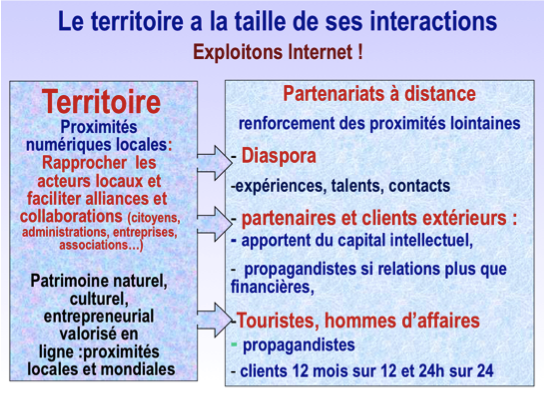 Le territoire a la taille de ses interactions
Exploitons Internet !
Territoire
Proximités
numériques locales:
Rapprocher les
acteurs locaux et
faciliter alliances et
collaborations (citoyens,
administrations, entreprises,
associations…)
Patrimoine naturel,
culturel,
entrepreneurial
valorisé en
ligne :proximités
locales et mondiales
Partenariats à distance
renforcement des proximités lointaines
- Diaspora
-expériences, talents, contacts
- partenaires et clients extérieurs :
- apportent du capital intellectuel,
- propagandistes si relations plus que
financières,
-Touristes, hommes d’affaires
- propagandistes
- clients 12 mois sur 12 et 24h sur 24